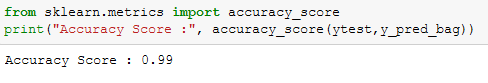 from sklearn.metrics import accuracy_score
print("Accuracy Score :", accuracy_score(ytest,y_pred_bag))
Accuracy Score : 0.99